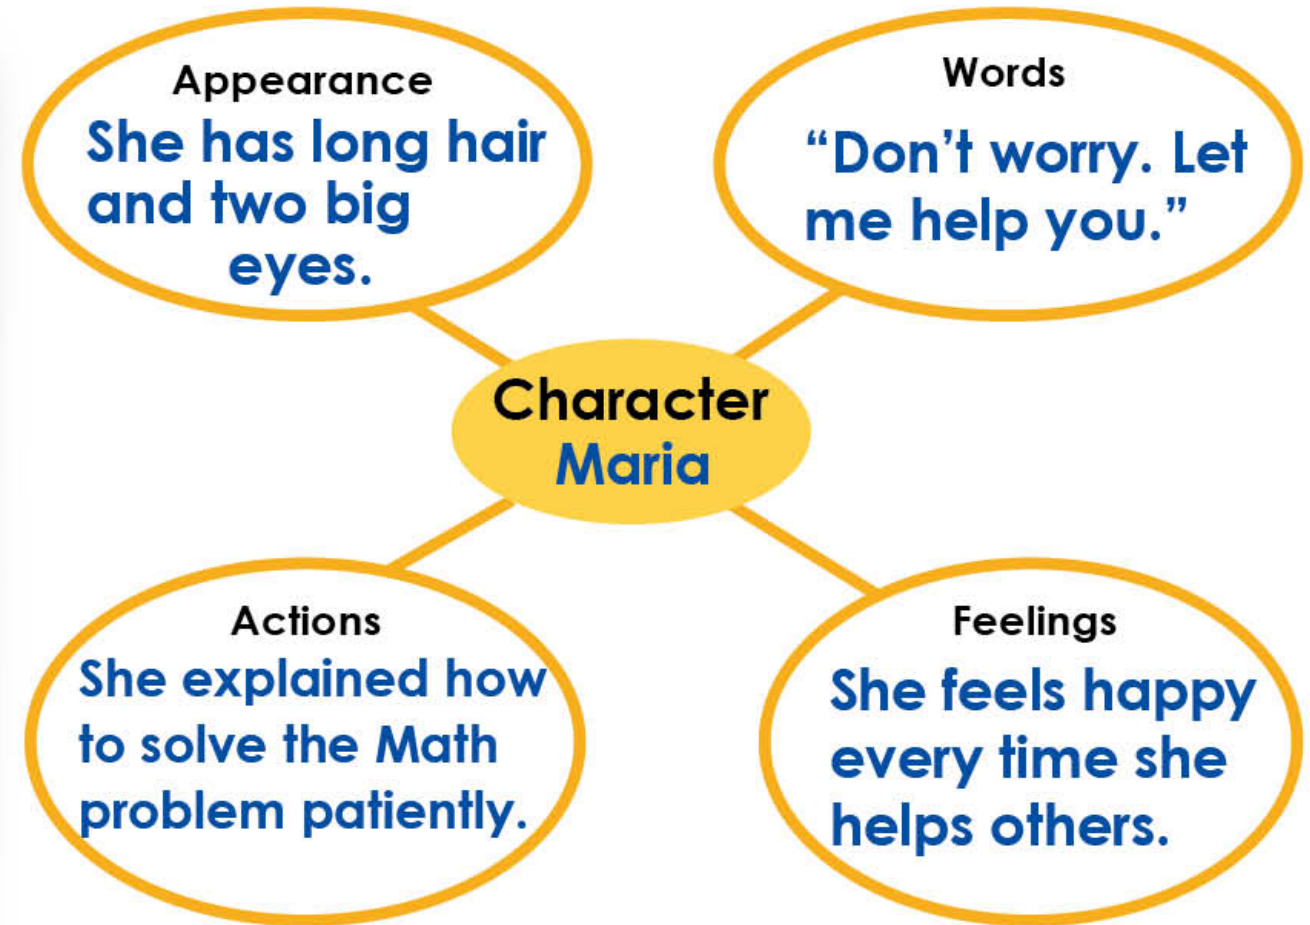 Appearance
She has long hair
and two big
eyes.
Words
“Don’t worry. Let
me help you.”
Character
Maria
Actions
She explained how
to solve the Math
problem patiently.
Feelings
She feels happy
every time she
helps others.